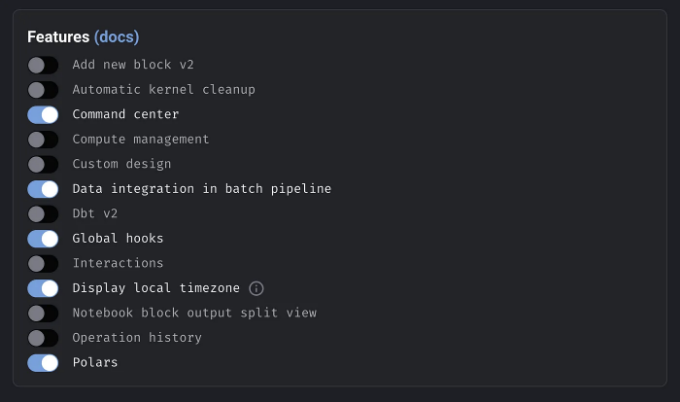 Features (docs)
Add new block v2
Automatic kernel cleanup
Command center
Compute management
Custom design
Data integration in batch pipeline
Dbt v2
Global hooks
Interactions
Display local timezone
Notebook block output split view
Operation history
Polars